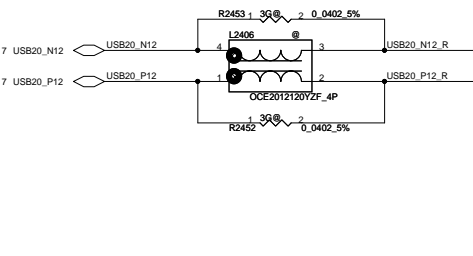 R2453 1 3G@ 2 0_0402_5%
L2406 @
7 USB20_N12 USB20_N12 4 3 USB20_N12_R
7 USB20_P12 USB20_P12 1 2 USB20_P12_R
OCE2012120YZF_4P
R2452 1 3G@ 2 0_0402_5%